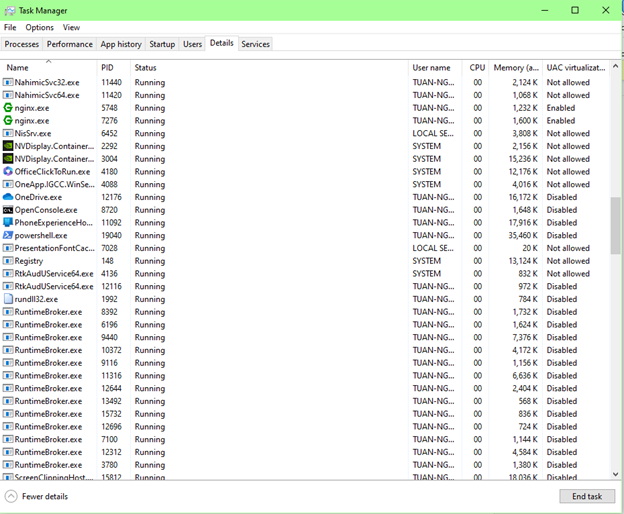 Task Manager
File Options View
Processes Performance App history Startup Users Details Services
Name PID Status User name CPU Memory (a... UAC virtualizat...
NahimicSvc32.exe 11440 Running TUAN-NG... 00 2,124 K Not allowed
NahimicSvc64.exe 11420 Running TUAN-NG... 00 1,068 K Not allowed
nginx.exe 5748 Running TUAN-NG... 00 1,232 K Enabled
nginx.exe 7276 Running TUAN-NG... 00 1,600 K Enabled
NisSrv.exe 6452 Running LOCAL SE... 00 3,808 K Not allowed
NVDisplay.Container... 2292 Running SYSTEM 00 2,156 K Not allowed
NVDisplay.Container... 3004 Running SYSTEM 00 15,236 K Not allowed
OfficeClickToRun.exe 4180 Running SYSTEM 00 12,176 K Not allowed
OneApp.IGCC.WinSe... 4088 Running SYSTEM 00 4,016 K Not allowed
OneDrive.exe 12176 Running TUAN-NG... 00 16,172 K Disabled
OpenConsole.exe 8720 Running TUAN-NG... 00 1,648 K Disabled
PhoneExperienceHo... 11092 Running TUAN-NG... 00 17,916 K Disabled
powershell.exe 19040 Running TUAN-NG... 00 35,460 K Disabled
PresentationFontCac... 7028 Running LOCAL SE... 00 20 K Not allowed
Registry 148 Running SYSTEM 00 13,124 K Not allowed
RtkAudUService64.exe 4136 Running SYSTEM 00 832 K Not allowed
RtkAudUService64.exe 12116 Running TUAN-NG... 00 972 K Disabled
rundll32.exe 1992 Running TUAN-NG... 00 784 K Disabled
RuntimeBroker.exe 8392 Running TUAN-NG... 00 1,732 K Disabled
RuntimeBroker.exe 6196 Running TUAN-NG... 00 1,624 K Disabled
RuntimeBroker.exe 9440 Running TUAN-NG... 00 7,376 K Disabled
RuntimeBroker.exe 10372 Running TUAN-NG... 00 4,172 K Disabled
RuntimeBroker.exe 9116 Running TUAN-NG... 00 1,156 K Disabled
RuntimeBroker.exe 11316 Running TUAN-NG... 00 6,636 K Disabled
RuntimeBroker.exe 12644 Running TUAN-NG... 00 2,404 K Disabled
RuntimeBroker.exe 13492 Running TUAN-NG... 00 568 K Disabled
RuntimeBroker.exe 15732 Running TUAN-NG... 00 836 K Disabled
RuntimeBroker.exe 12696 Running TUAN-NG... 00 724 K Disabled
RuntimeBroker.exe 7100 Running TUAN-NG... 00 1,144 K Disabled
RuntimeBroker.exe 12312 Running TUAN-NG... 00 4,584 K Disabled
RuntimeBroker.exe 3780 Running TUAN-NG... 00 1,380 K Disabled
ScreenClippingHost... 15812 Running TUAN-NG... 00 18,036 K Disabled
Fewer details End task